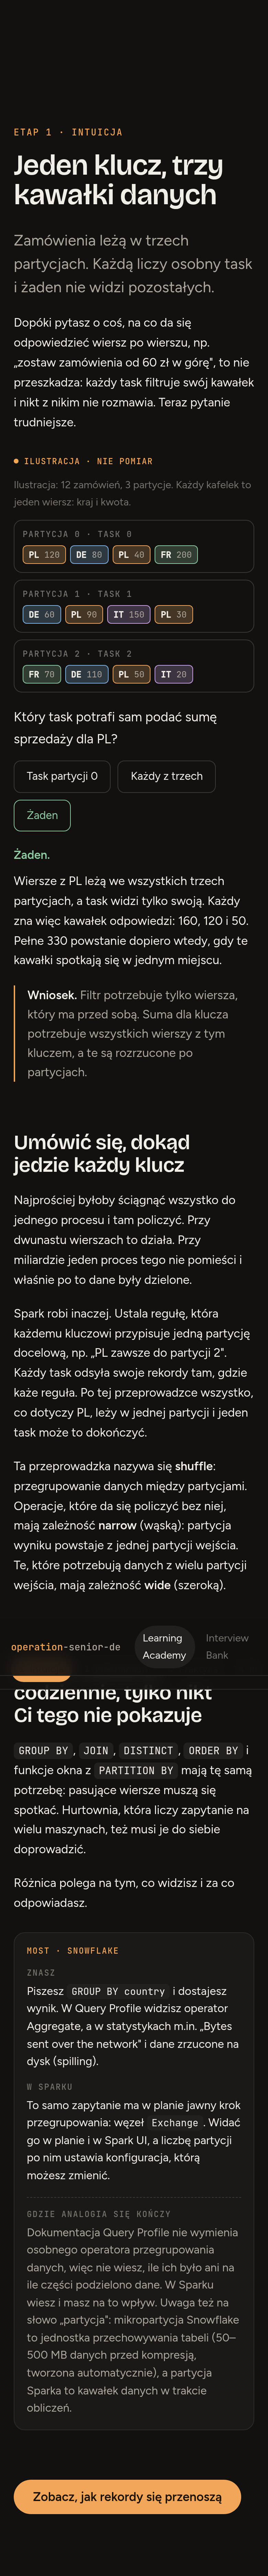 ETAP 1 · INTUICJA
Jeden klucz, trzy
kawałki danych
Zamówienia leżą w trzech
partycjach. Każdą liczy osobny task
i żaden nie widzi pozostałych.
Dopóki pytasz o coś, na co da się
odpowiedzieć wiersz po wierszu, np.
„zostaw zamówienia od 60 zł w górę", to nie
przeszkadza: każdy task filtruje swój kawałek
i nikt z nikim nie rozmawia. Teraz pytanie
trudniejsze.
ILUSTRACJA · NIE POMIAR
Ilustracja: 12 zamówień, 3 partycje. Każdy kafelek to
jeden wiersz: kraj i kwota.
PARTYCJA 0 · TASK 0
PL 120 DE 80 PL 40 FR 200
PARTYCJA 1 · TASK 1
DE 60 PL 90 IT 150 PL 30
PARTYCJA 2 · TASK 2
FR 70 DE 110 PL 50 IT 20
Który task potrafi sam podać sumę
sprzedaży dla PL?
Task partycji 0 Każdy z trzech
Żaden
Żaden.
Wiersze z PL leżą we wszystkich trzech
partycjach, a task widzi tylko swoją. Każdy
zna więc kawałek odpowiedzi: 160, 120 i 50.
Pełne 330 powstanie dopiero wtedy, gdy te
kawałki spotkają się w jednym miejscu.
Wniosek. Filtr potrzebuje tylko wiersza,
który ma przed sobą. Suma dla klucza
potrzebuje wszystkich wierszy z tym
kluczem, a te są rozrzucone po
partycjach.
Umówić się, dokąd
jedzie każdy klucz
Najprościej byłoby ściągnąć wszystko do
jednego procesu i tam policzyć. Przy
dwunastu wierszach to działa. Przy
miliardzie jeden proces tego nie pomieści i
właśnie po to dane były dzielone.
Spark robi inaczej. Ustala regułę, która
każdemu kluczowi przypisuje jedną partycję
docelową, np. „PL zawsze do partycji 2".
Każdy task odsyła swoje rekordy tam, gdzie
każe reguła. Po tej przeprowadzce wszystko,
co dotyczy PL, leży w jednej partycji i jeden
task może to dokończyć.
Ta przeprowadzka nazywa się shuffle:
przegrupowanie danych między partycjami.
Operacje, które da się policzyć bez niej,
mają zależność narrow (wąską): partycja
wyniku powstaje z jednej partycji wejścia.
Te, które potrzebują danych z wielu partycji
wejścia, mają zależność wide (szeroką).
operation-senior-de
Learning
Academy
Interview
Bank
codziennie, tylko nikt
Ci tego nie pokazuje
GROUP BY, JOIN, DISTINCT, ORDER BY i
funkcje okna z PARTITION BY mają tę samą
potrzebę: pasujące wiersze muszą się
spotkać. Hurtownia, która liczy zapytanie na
wielu maszynach, też musi je do siebie
doprowadzić.
Różnica polega na tym, co widzisz i za co
odpowiadasz.
MOST · SNOWFLAKE
ZNASZ
Piszesz GROUP BY country i dostajesz
wynik. W Query Profile widzisz operator
Aggregate, a w statystykach m.in. „Bytes
sent over the network" i dane zrzucone na
dysk (spilling).
W SPARKU
To samo zapytanie ma w planie jawny krok
przegrupowania: węzeł Exchange. Widać
go w planie i w Spark UI, a liczbę partycji
po nim ustawia konfiguracja, którą
możesz zmienić.
GDZIE ANALOGIA SIĘ KOŃCZY
Dokumentacja Query Profile nie wymienia
osobnego operatora przegrupowania
danych, więc nie wiesz, ile ich było ani na
ile części podzielono dane. W Sparku
wiesz i masz na to wpływ. Uważaj też na
słowo „partycja": mikropartycja Snowflake
to jednostka przechowywania tabeli (50–
500 MB danych przed kompresją,
tworzona automatycznie), a partycja
Sparka to kawałek danych w trakcie
obliczeń.
Zobacz, jak rekordy się przenoszą